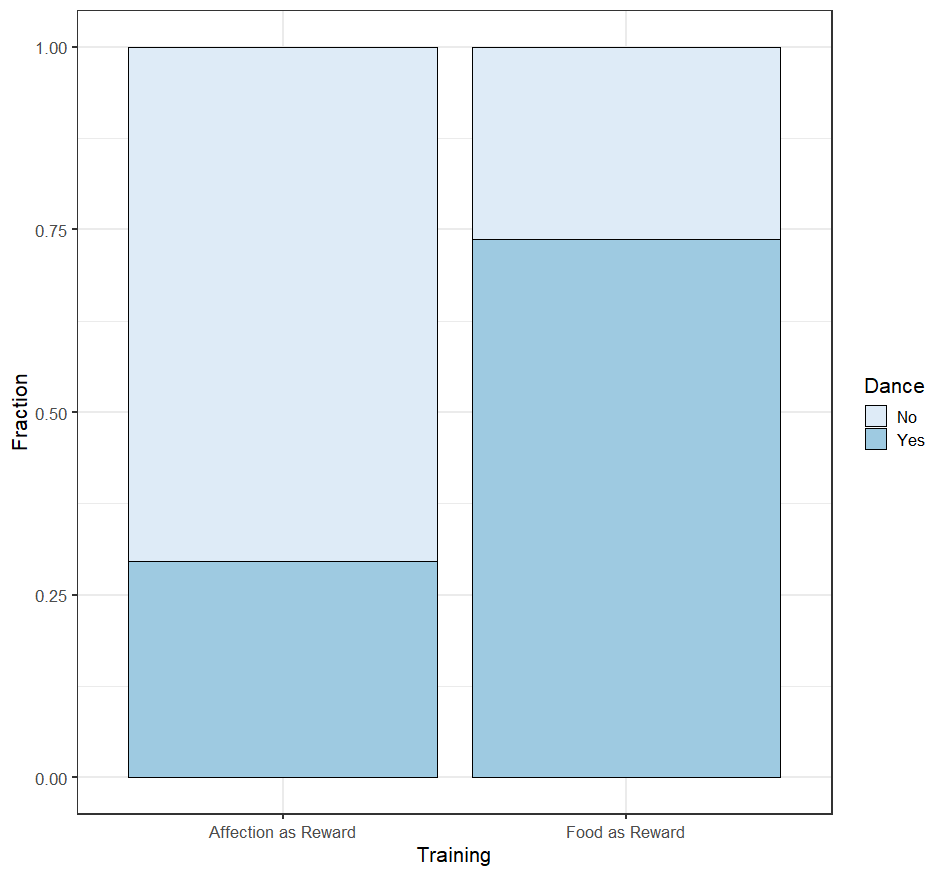 1.00
0.75
0.50
0.25
0.00
Fraction
Affection as Reward
Food as Reward
Training
Dance
No
Yes